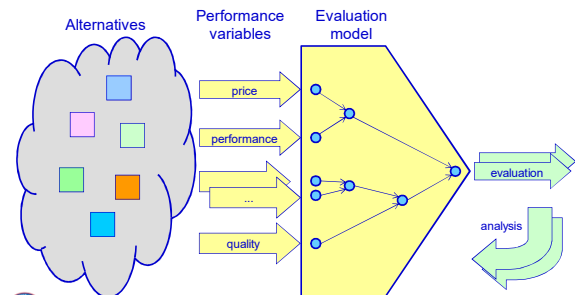 Alternatives
Performance
variables
Evaluation
model
price
performance
...
quality
evaluation
analysis